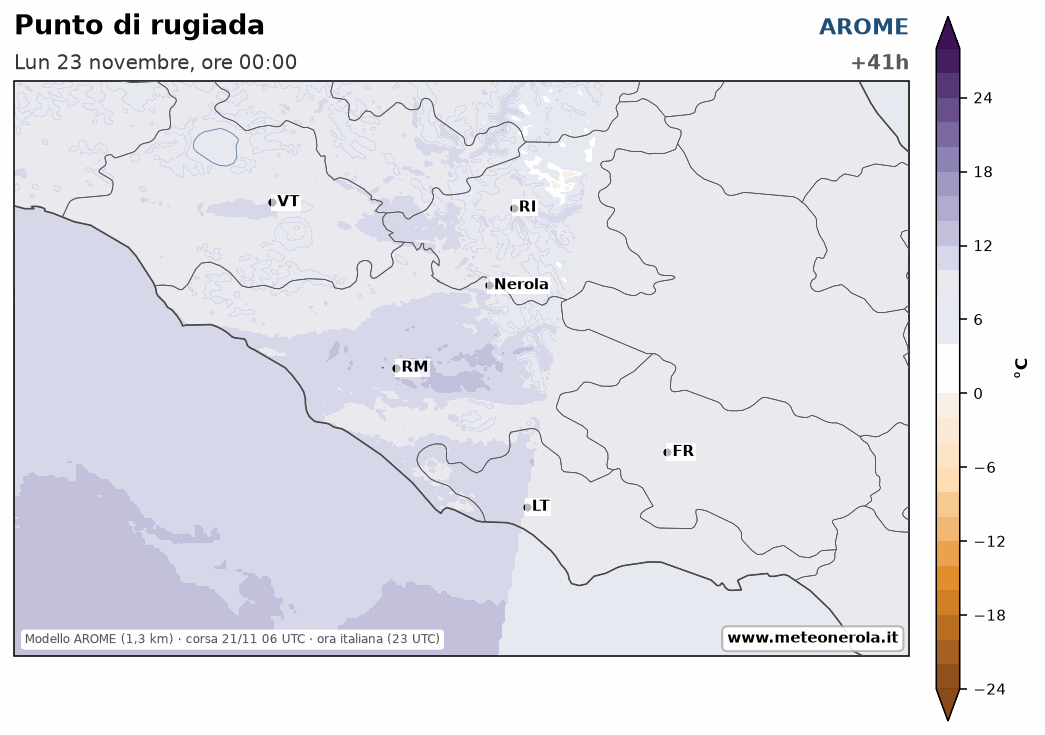 Punto di rugiada
AROME
Lun 23 novembre, ore 00:00
+41h
VT
RI
Nerola
RM
FR
LT
Modello AROME (1,3 km) · corsa 21/11 06 UTC · ora italiana (23 UTC)
www.meteonerola.it
24
18
12
6
0
−6
−12
−18
−24
°C